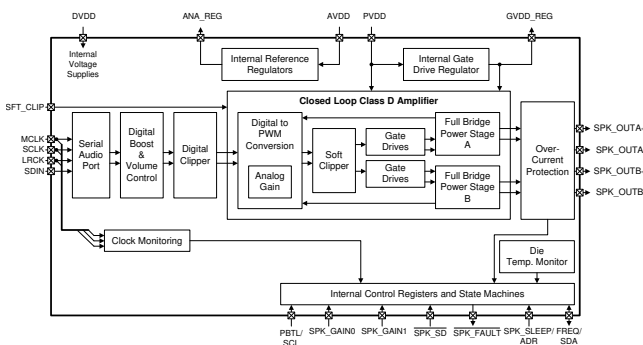 DVDD
ANA_REG
AVDD
PVDD
GVDD_REG
Internal
Voltage
Supplies
Internal Reference
Regulators
Internal Gate
Drive Regulator
SFT_CLIP
Closed Loop Class D Amplifier
MCLK
SCLK
LRCK
SDIN
Serial
Audio
Port
Digital
Boost
&
Volume
Control
Digital
Clipper
Digital to
PWM
Conversion
Analog
Gain
Soft
Clipper
Gate
Drives
Gate
Drives
Full Bridge
Power Stage
A
Full Bridge
Power Stage
B
Over-
Current
Protection
SPK_OUTA-
SPK_OUTA
SPK_OUTB-
SPK_OUTB
Clock Monitoring
Die
Temp. Monitor
Internal Control Registers and State Machines
PBTL/
SCL
SPK_GAIN0
SPK_GAIN1
SPK_SD
SPK_FAULT
SPK_SLEEP/
ADR
FREQ/
SDA